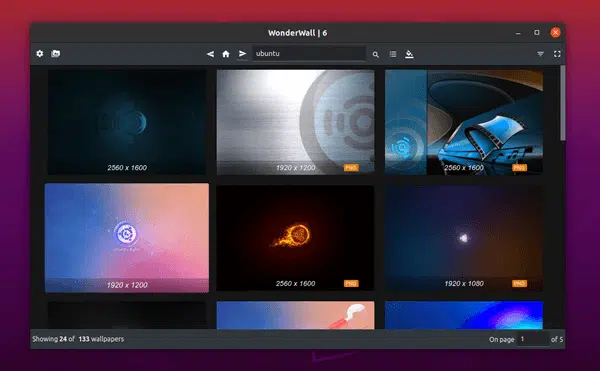 WonderWall | 6
ubuntu
2560 x 1600
1920 x 1200
PNG
2560 x 1600
PNG
1920 x 1200
2560 x 1600
PNG
1920 x 1080
PNG
Showing 24 of 133 wallpapers
On page 1 of 5